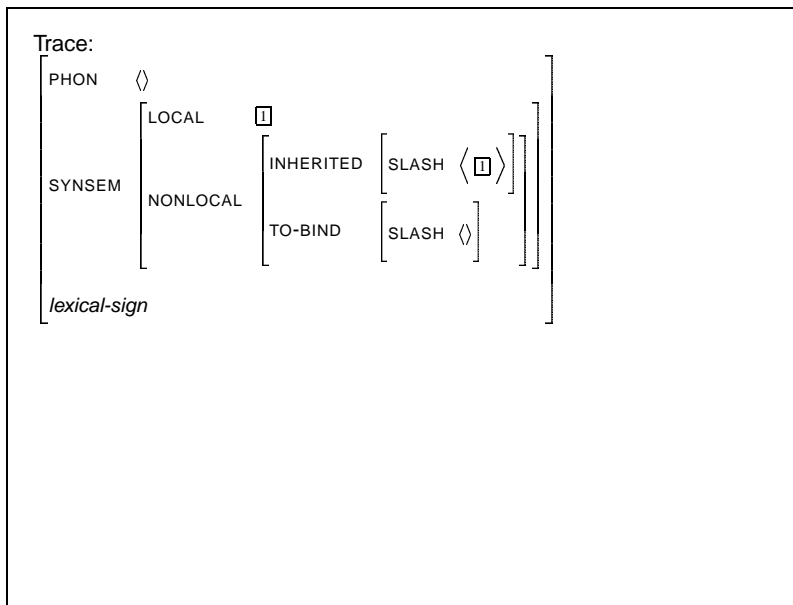 Trace:
PHON ⟨⟩
LOCAL 1
INHERITED SLASH ⟨ 1 ⟩
SYNSEM
NONLOCAL
TO-BIND SLASH ⟨⟩
lexical-sign